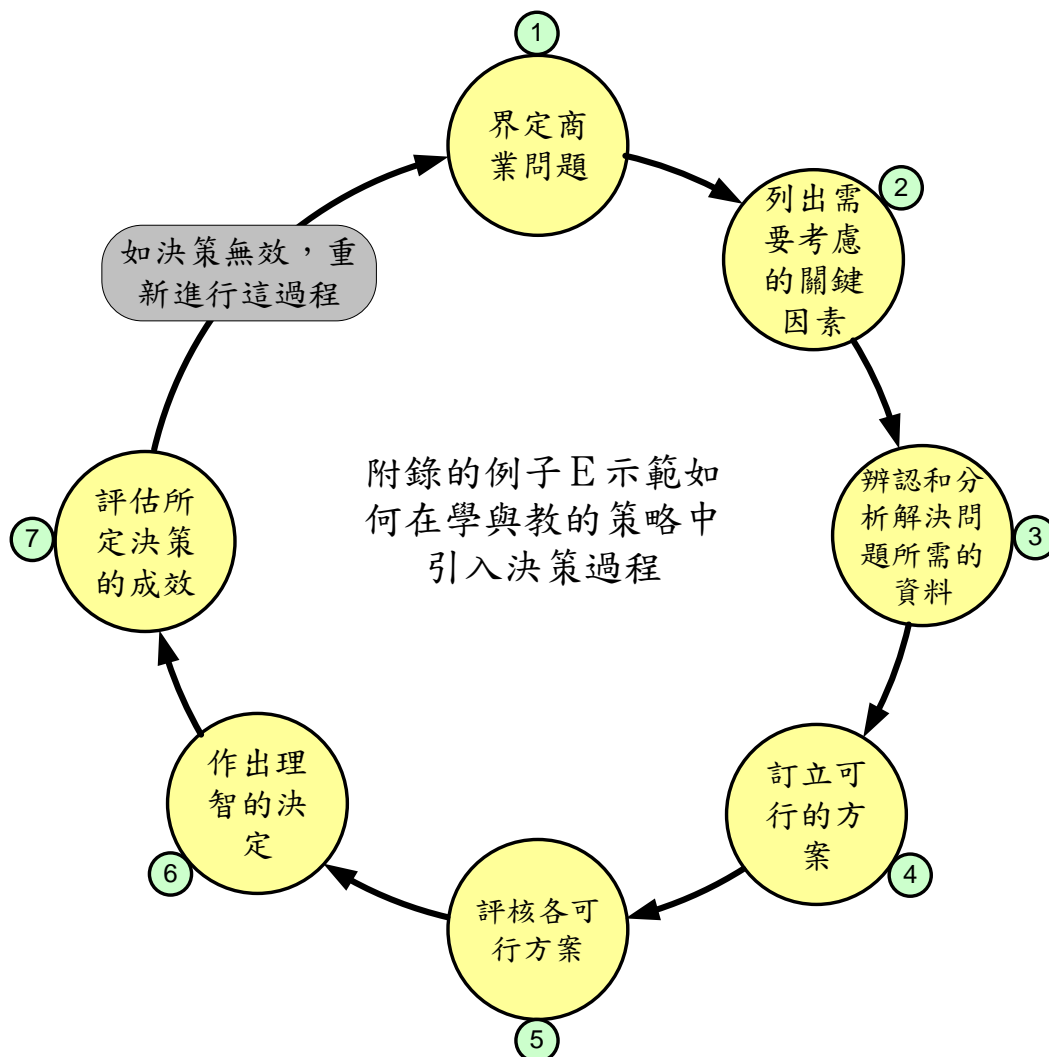 1
界定商
業問題
2
列出需
要考慮
的關鍵
因素
3
辨認和分
析解決問
題所需的
資料
4
訂立可
行的方
案
5
評核各可
行方案
6
作出理
智的決
定
7
評估所
定決策
的成效
如決策無效，重
新進行這過程
附錄的例子E示範如
何在學與教的策略中
引入決策過程